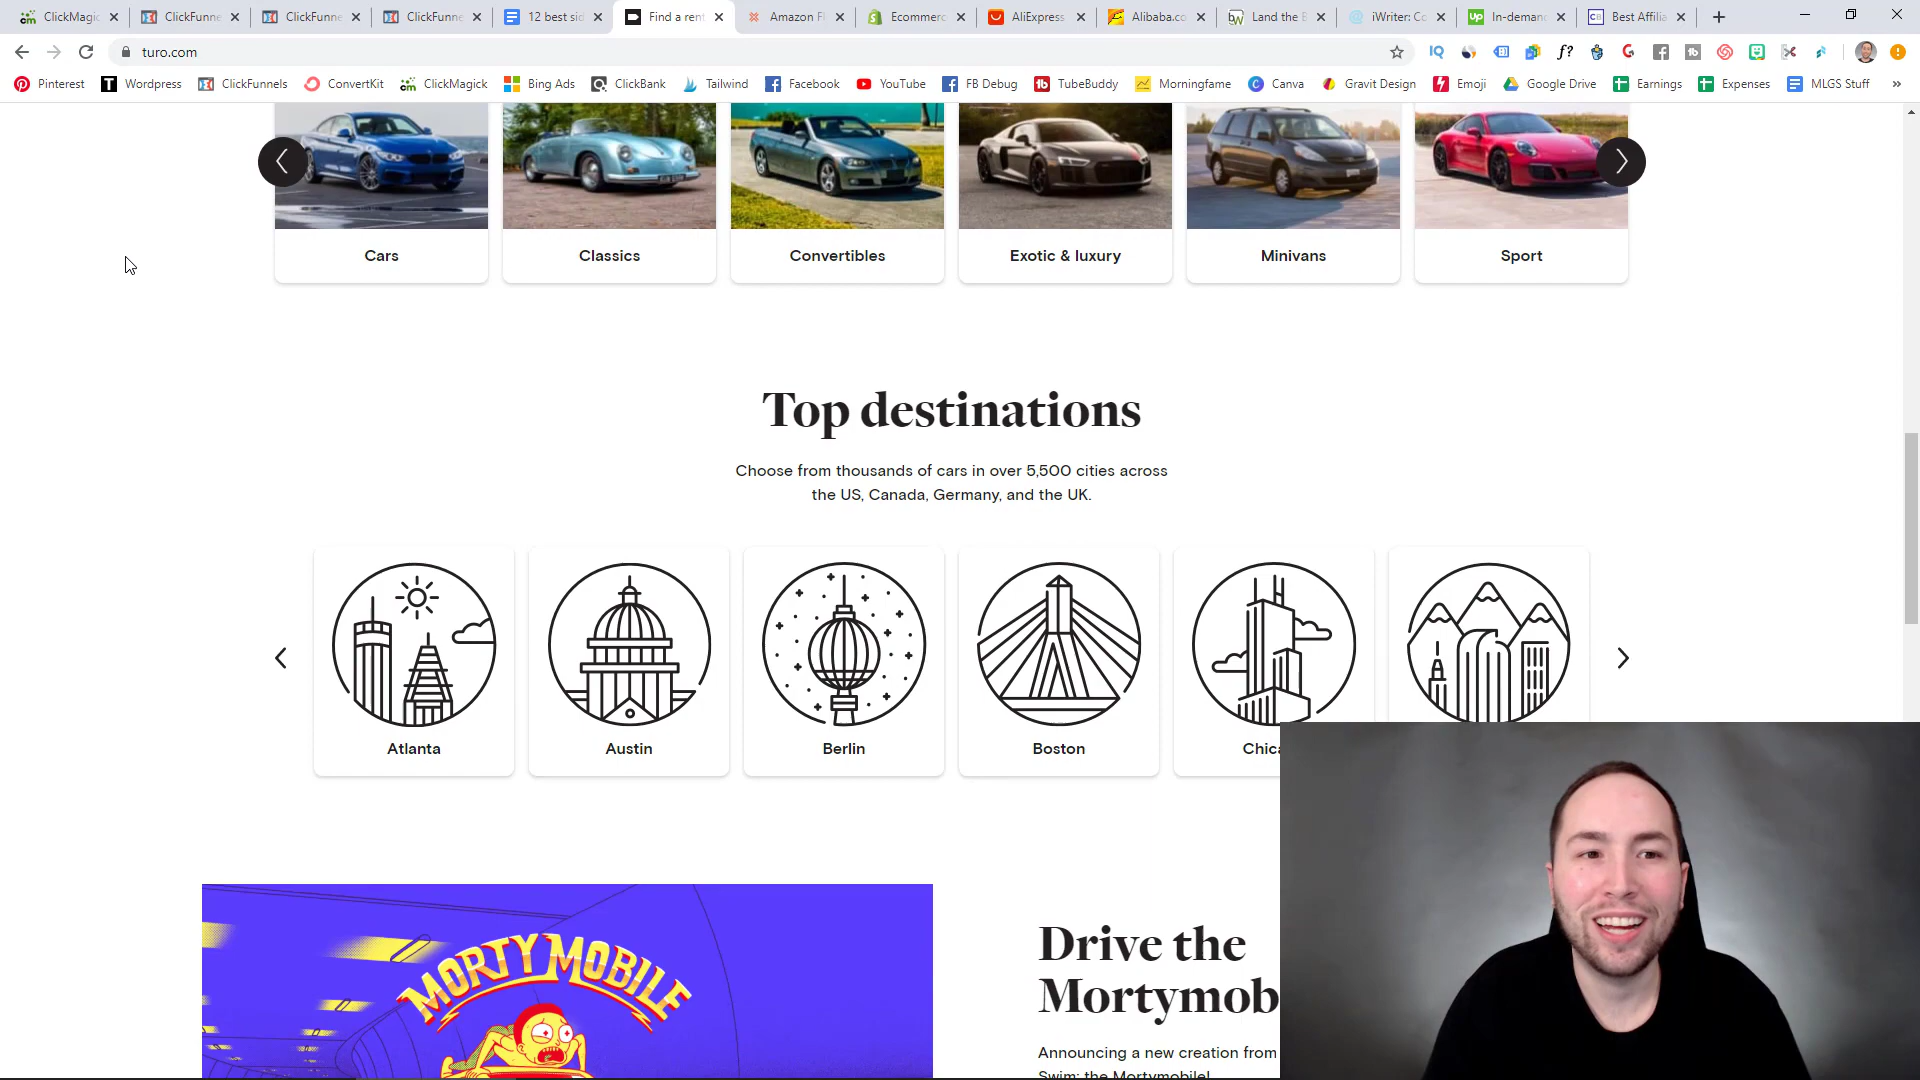 ClickMagic
ClickFunne
ClickFunne
ClickFunne
12 best sid
Find a rent
Amazon Fl
Ecommerc
AliExpress
Alibaba.co
Land the B
iWriter: Co
In-deman
Best Affilia
turo.com
Pinterest
Wordpress
ClickFunnels
ConvertKit
ClickMagick
Bing Ads
ClickBank
Tailwind
Facebook
YouTube
FB Debug
TubeBuddy
Morningfame
Canva
Gravit Design
Emoji
Google Drive
Earnings
Expenses
MLGS Stuff
Cars
Classics
Convertibles
Exotic & luxury
Minivans
Sport
Top destinations
Choose from thousands of cars in over 5,500 cities across
the US, Canada, Germany, and the UK.
Atlanta
Austin
Berlin
Boston
Chica
MORTY MOBILE
Drive the
Mortymob
Announcing a new creation from
Swim: the Mortymobile!